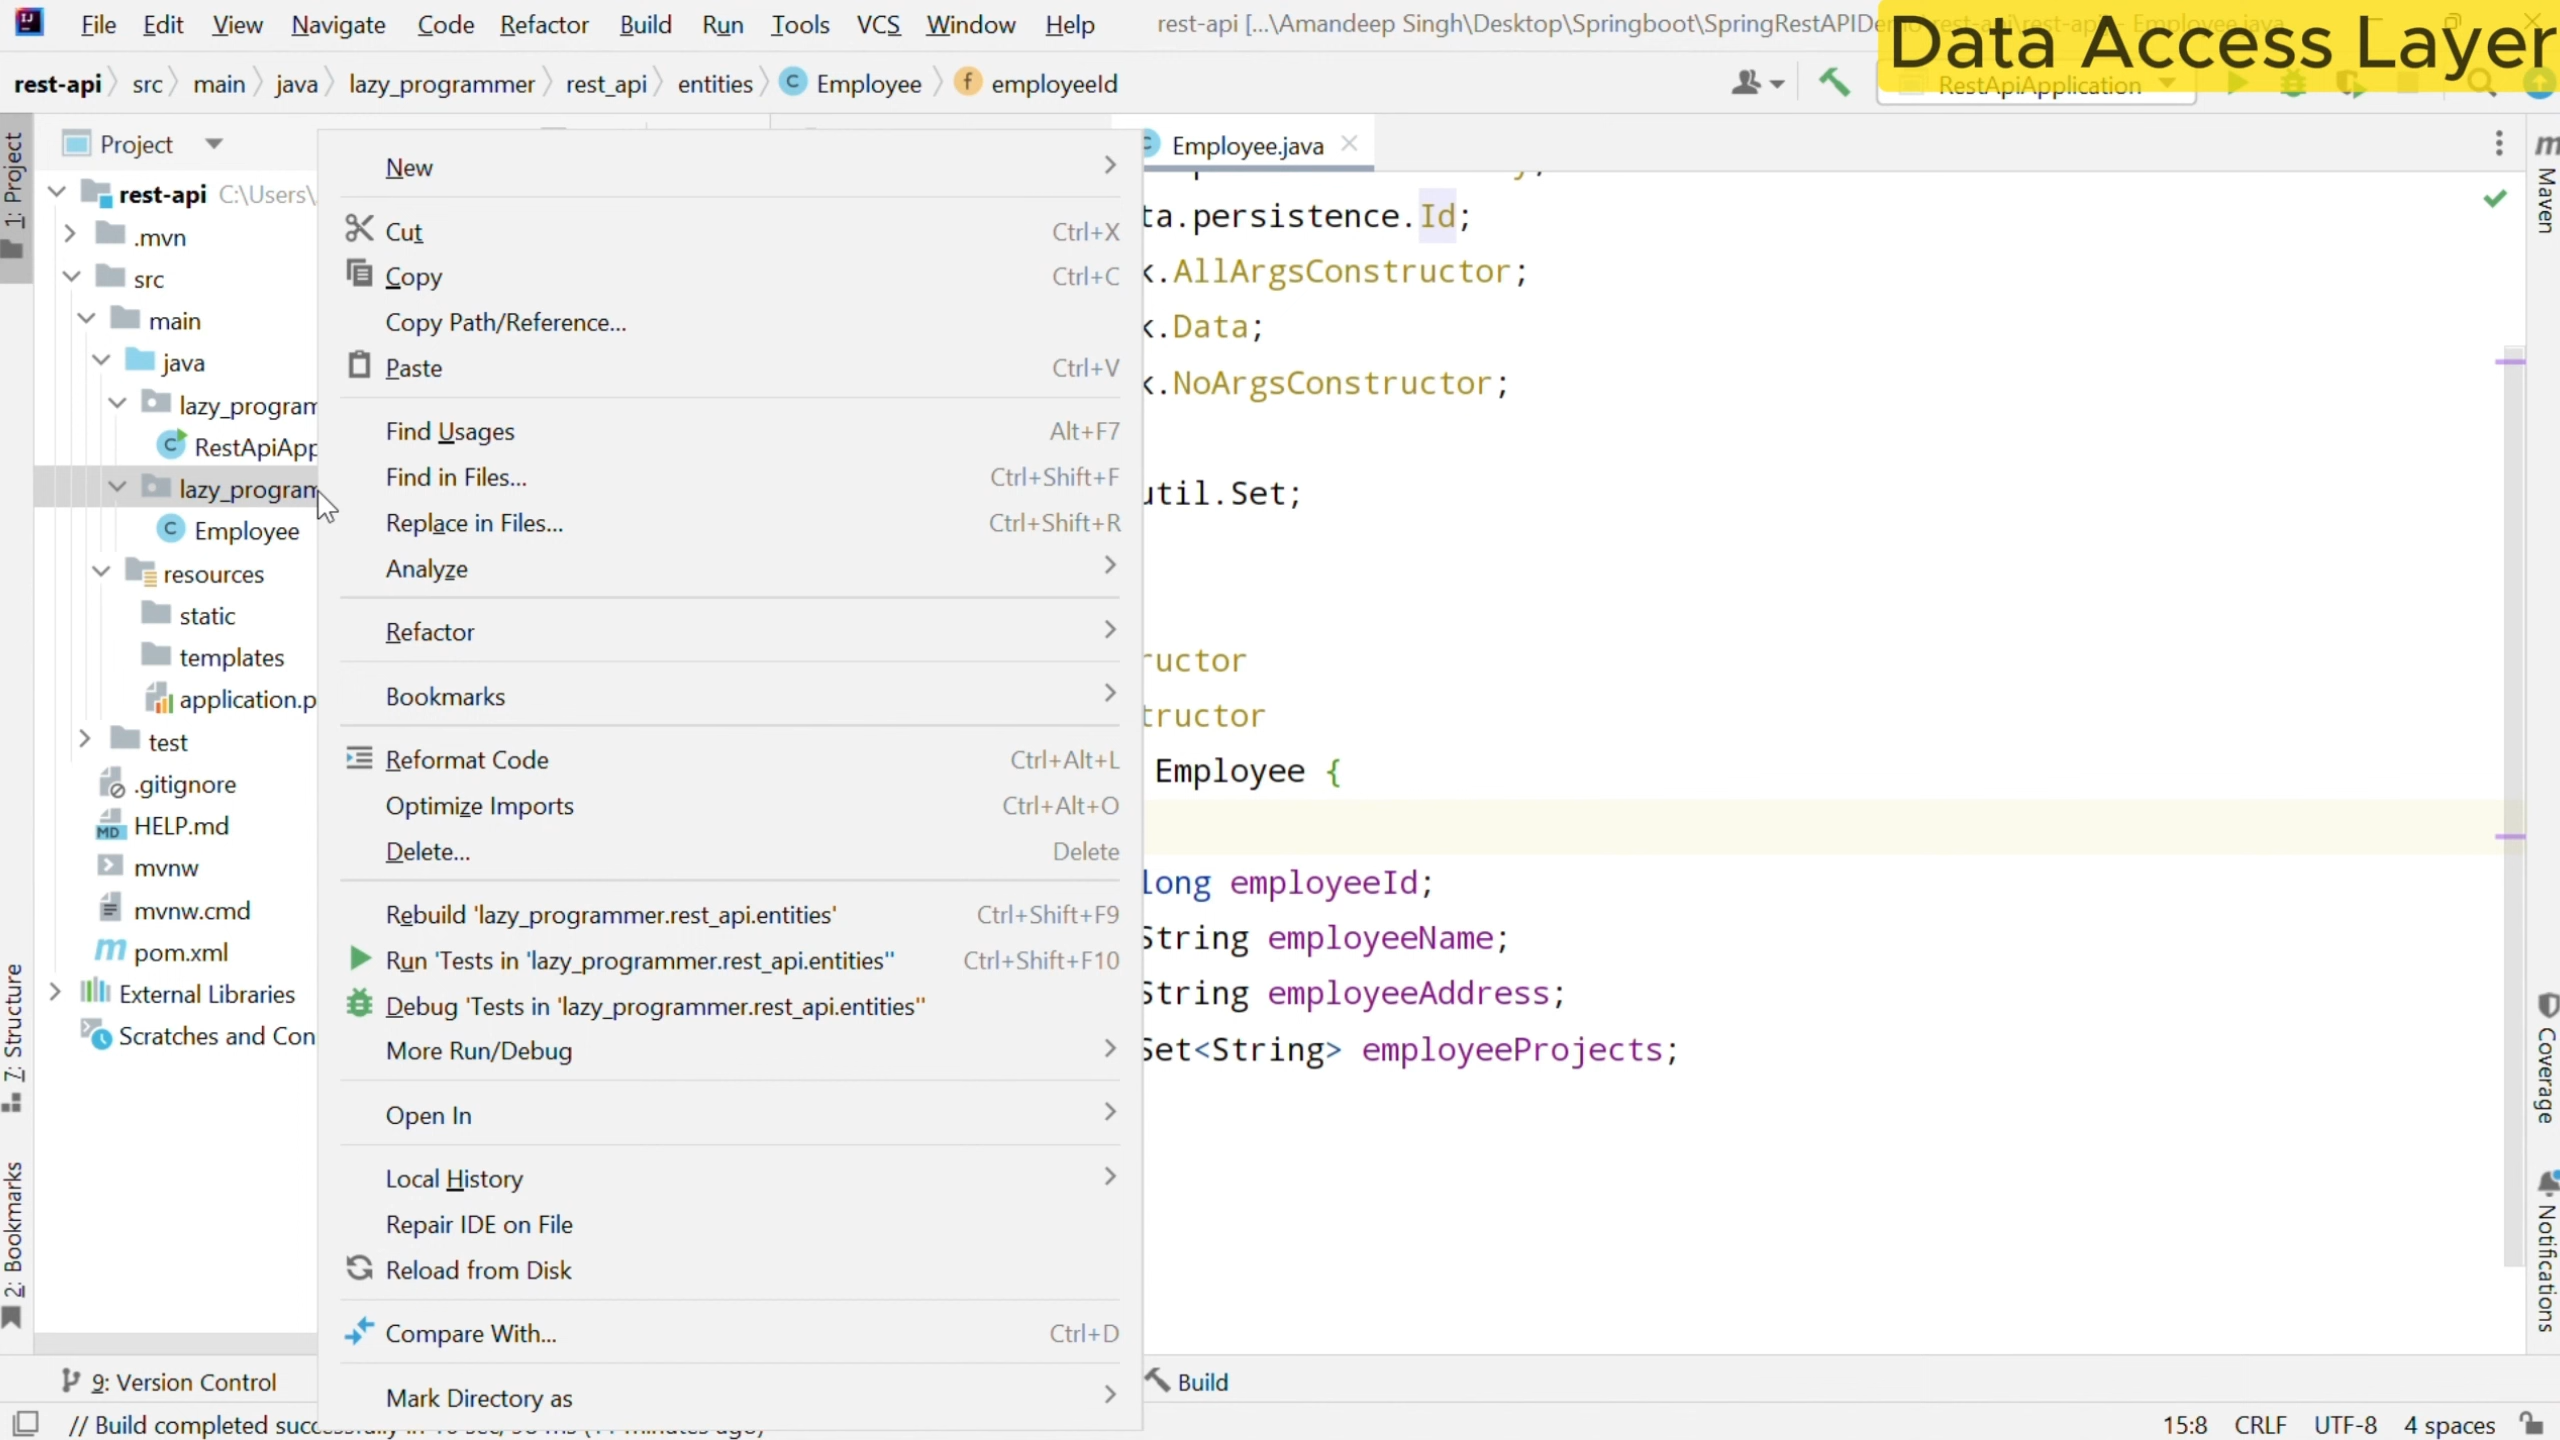 File Edit View Navigate Code Refactor Build Run Tools VCS Window Help
rest-api [...\Amandeep Singh\Desktop\Springboot\SpringRestAPIDe
Data Access Layer
rest-api src main java lazy_programmer rest_api entities Employee employeeId
RestApiApplication
1: Project
Project
Employee.java
Maven
rest-api C:\Users\
.mvn
src
main
java
lazy_program
RestApiApp
lazy_program
Employee
resources
static
templates
application.p
test
.gitignore
HELP.md
mvnw
mvnw.cmd
pom.xml
External Libraries
Scratches and Con
New
Cut Ctrl+X
Copy Ctrl+C
Copy Path/Reference...
Paste Ctrl+V
Find Usages Alt+F7
Find in Files... Ctrl+Shift+F
Replace in Files... Ctrl+Shift+R
Analyze
Refactor
Bookmarks
Reformat Code Ctrl+Alt+L
Optimize Imports Ctrl+Alt+O
Delete... Delete
Rebuild 'lazy_programmer.rest_api.entities' Ctrl+Shift+F9
Run 'Tests in 'lazy_programmer.rest_api.entities'' Ctrl+Shift+F10
Debug 'Tests in 'lazy_programmer.rest_api.entities''
More Run/Debug
Open In
Local History
Repair IDE on File
Reload from Disk
Compare With... Ctrl+D
Mark Directory as
ta.persistence.Id;
k.AllArgsConstructor;
k.Data;
k.NoArgsConstructor;
util.Set;
ructor
tructor
Employee {
long employeeId;
String employeeName;
String employeeAddress;
Set<String> employeeProjects;
7: Structure
2: Bookmarks
Coverage
Notifications
9: Version Control
Build
// Build completed
15:8 CRLF UTF-8 4 spaces